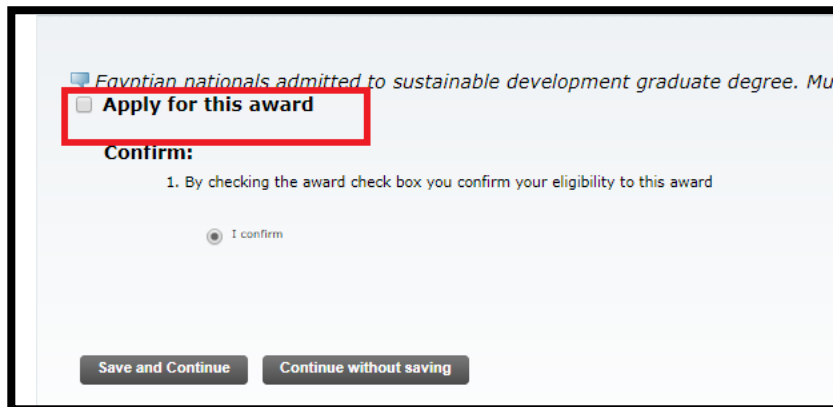 Egyptian nationals admitted to sustainable development graduate degree. Mu
Apply for this award
Confirm:
1. By checking the award check box you confirm your eligibility to this award
I confirm
Save and Continue
Continue without saving